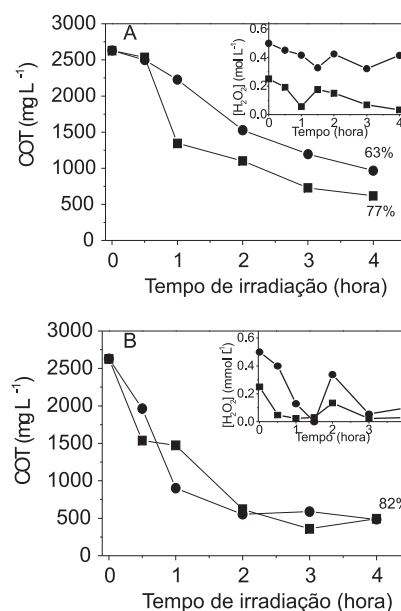 A
COT (mg L⁻¹)
3000
2500
2000
1500
1000
500
0
0 1 2 3 4
Tempo de irradiação (hora)
63%
77%
[H₂O₂] (mol L⁻¹)
0.6
0.4
0.2
0.0
0 1 2 3 4
Tempo (hora)
B
COT (mg L⁻¹)
3000
2500
2000
1500
1000
500
0
0 1 2 3 4
Tempo de irradiação (hora)
82%
[H₂O₂] (mmol L⁻¹)
0.6
0.4
0.2
0.0
0 1 2 3
Tempo (hora)